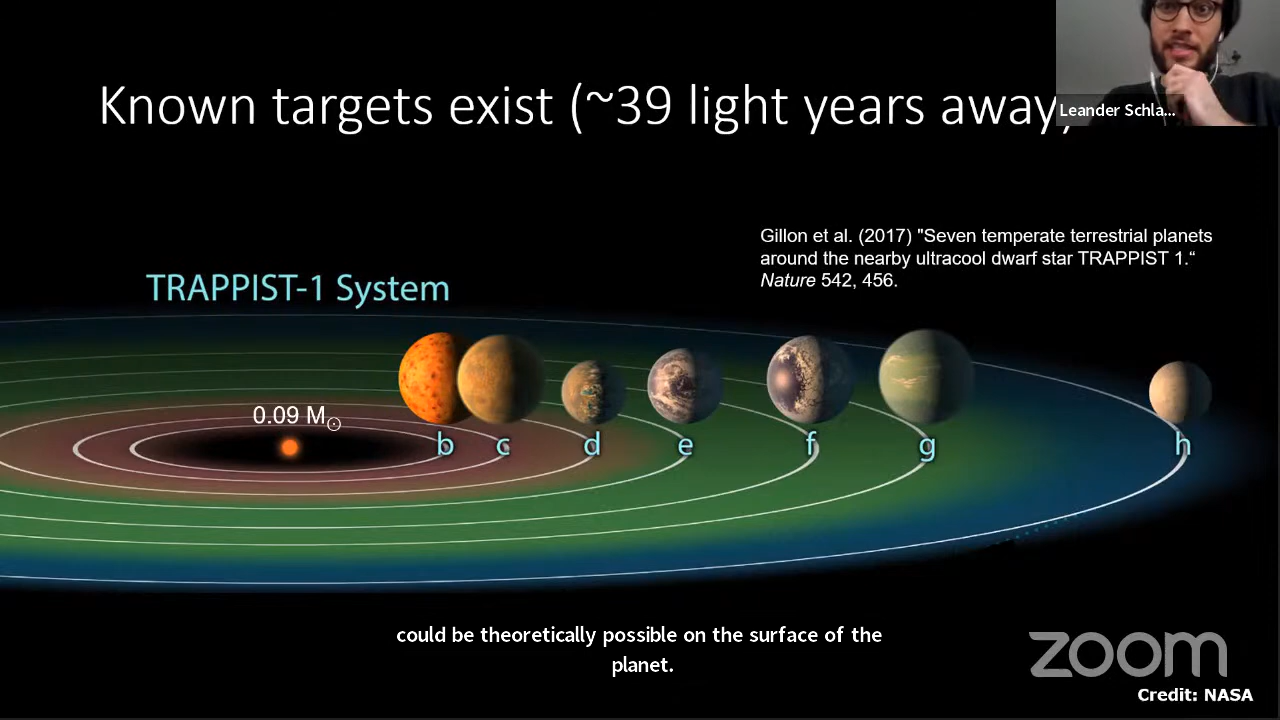 Known targets exist (~39 light years away)
Leander Schla...
Gillon et al. (2017) "Seven temperate terrestrial planets
around the nearby ultracool dwarf star TRAPPIST 1.“
Nature 542, 456.
TRAPPIST-1 System
0.09 M☉
b c d e f g h
could be theoretically possible on the surface of the
planet.
zoom
Credit: NASA